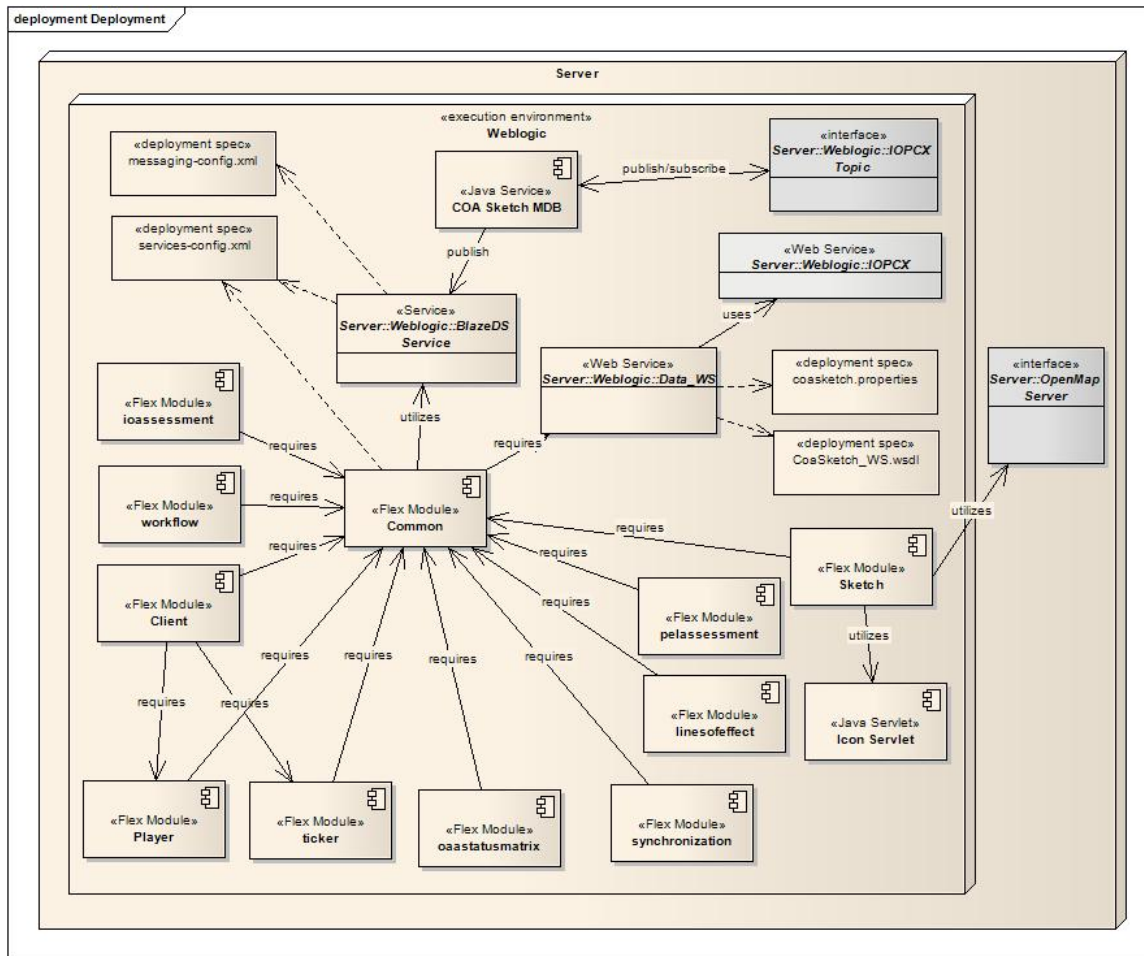 deployment Deployment
Server
«execution environment»
Weblogic
«deployment spec»
messaging-config.xml
«Java Service»
COA Sketch MDB
publish/subscribe
«interface»
Server::Weblogic::IOPCX
Topic
«deployment spec»
services-config.xml
publish
«Web Service»
Server::Weblogic::IOPCX
«Service»
Server::Weblogic::BlazeDS
Service
uses
«Web Service»
Server::Weblogic::Data_WS
«deployment spec»
coasketch.properties
«interface»
Server::OpenMap
Server
«Flex Module»
ioassessment
utilizes
requires
requires
«deployment spec»
CoaSketch_WS.wsdl
«Flex Module»
workflow
requires
«Flex Module»
Common
utilizes
requires
requires
«Flex Module»
Sketch
«Flex Module»
Client
requires
requires
«Flex Module»
pelassessment
utilizes
requires
requires
requires
requires
requires
requires
«Flex Module»
linesofeffect
«Java Servlet»
Icon Servlet
requires
«Flex Module»
Player
«Flex Module»
ticker
«Flex Module»
oaastatusmatrix
«Flex Module»
synchronization